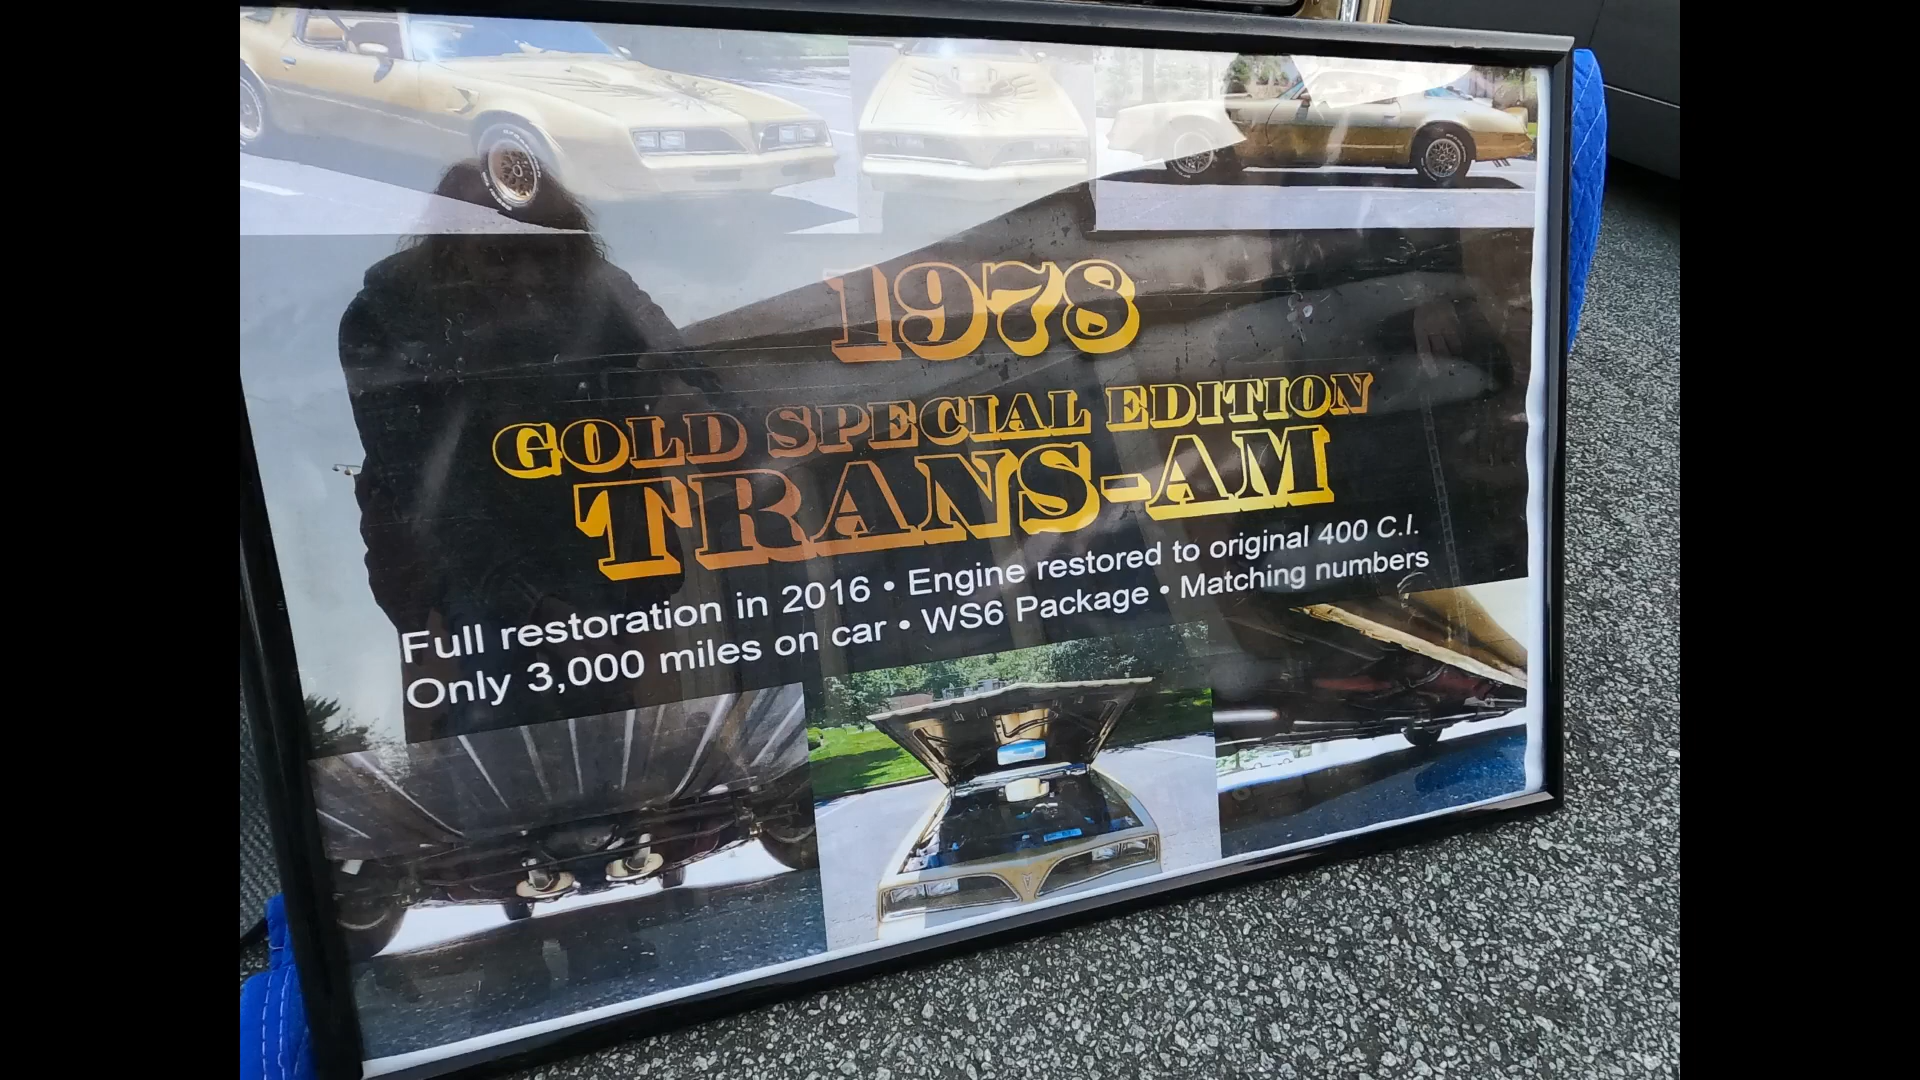 1978
GOLD SPECIAL EDITION
TRANS-AM
Full restoration in 2016 • Engine restored to original 400 C.I.
Only 3,000 miles on car • WS6 Package • Matching numbers